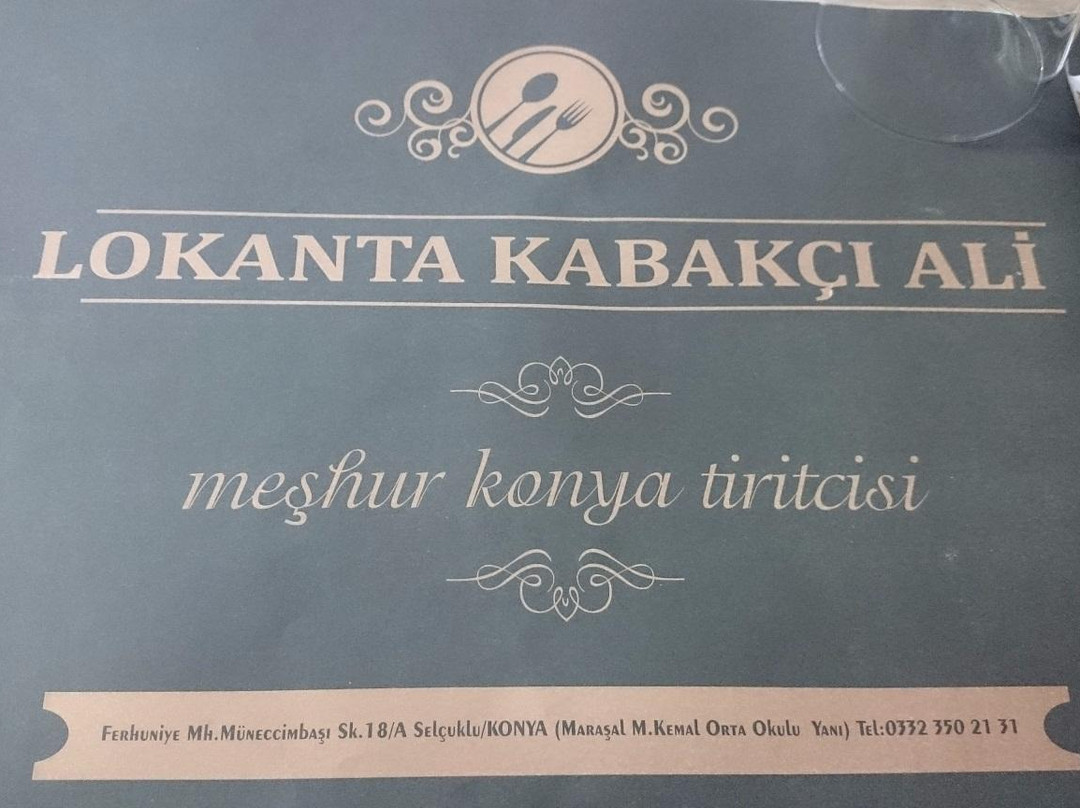 LOKANTA KABAKÇI ALİ
meşhur konya tiritcisi
Ferhuniye Mh.Müneccimbaşı Sk.18/A Selçuklu/KONYA (Maraşal M.Kemal Orta Okulu Yanı) Tel:0332 350 21 31